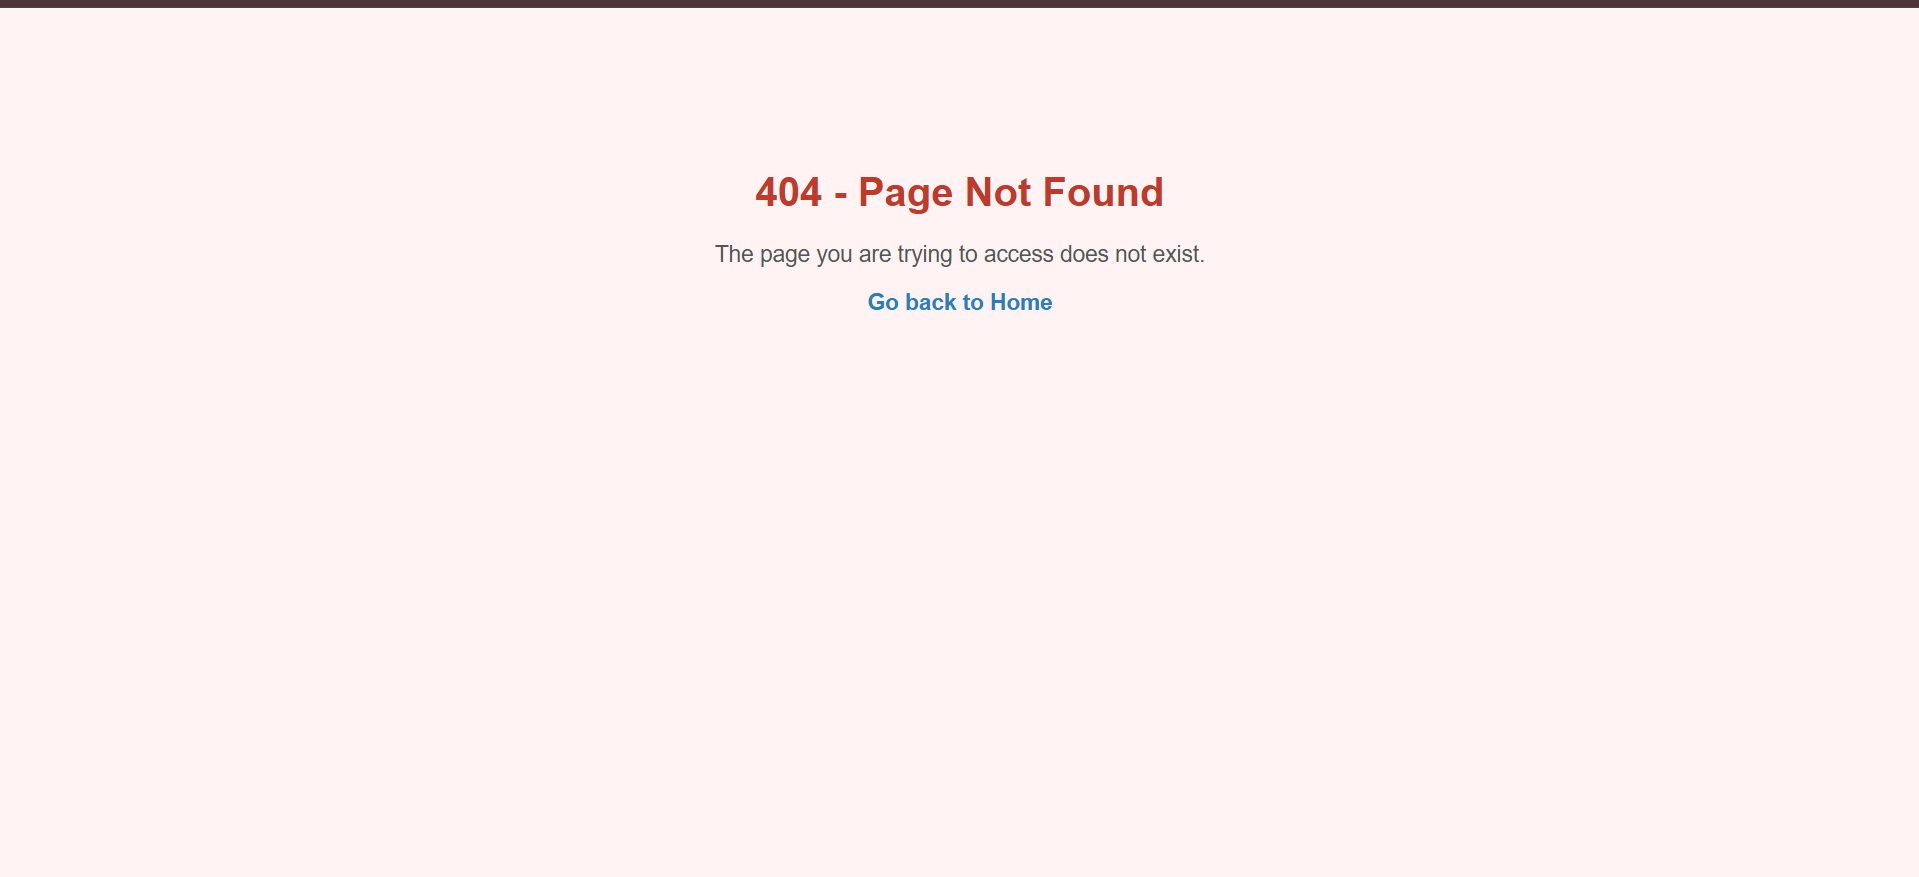 404 - Page Not Found
The page you are trying to access does not exist.
Go back to Home